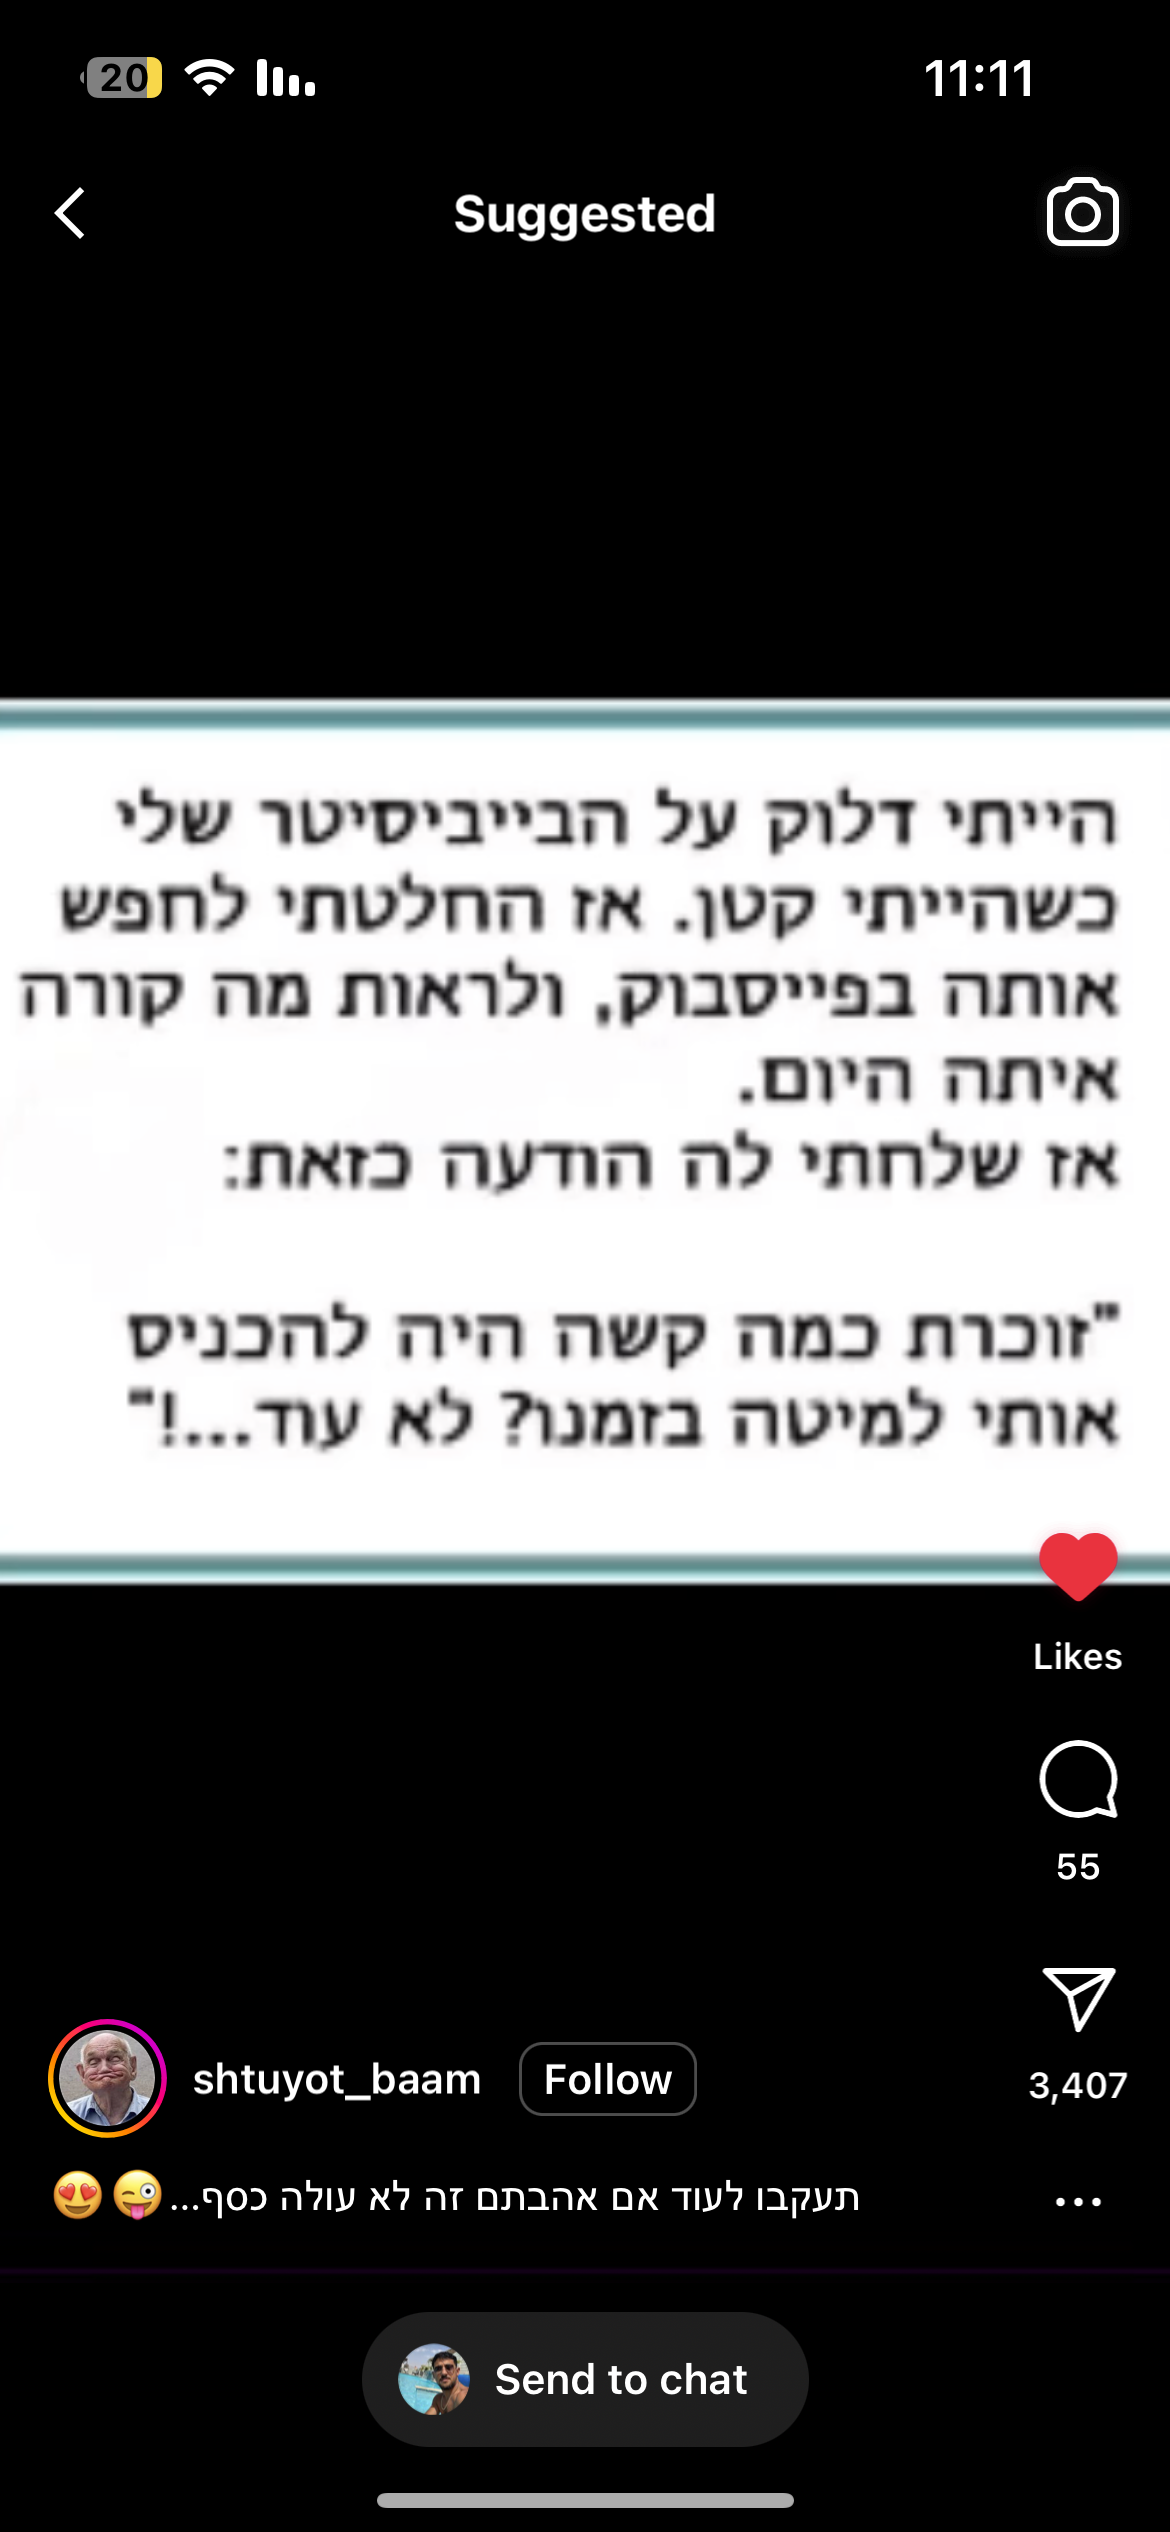 20
11:11
Suggested
הייתי דלוק על הבייביסיטר שלי
כשהייתי קטן. אז החלטתי לחפש
אותה בפייסבוק, ולראות מה קורה
איתה היום.
אז שלחתי לה הודעה כזאת:
"זוכרת כמה קשה היה להכניס
אותי למיטה בזמנו? לא עוד...!"
Likes
55
3,407
shtuyot_baam
Follow
תעקבו לעוד אם אהבתם זה לא עולה כסף...😜😍
Send to chat